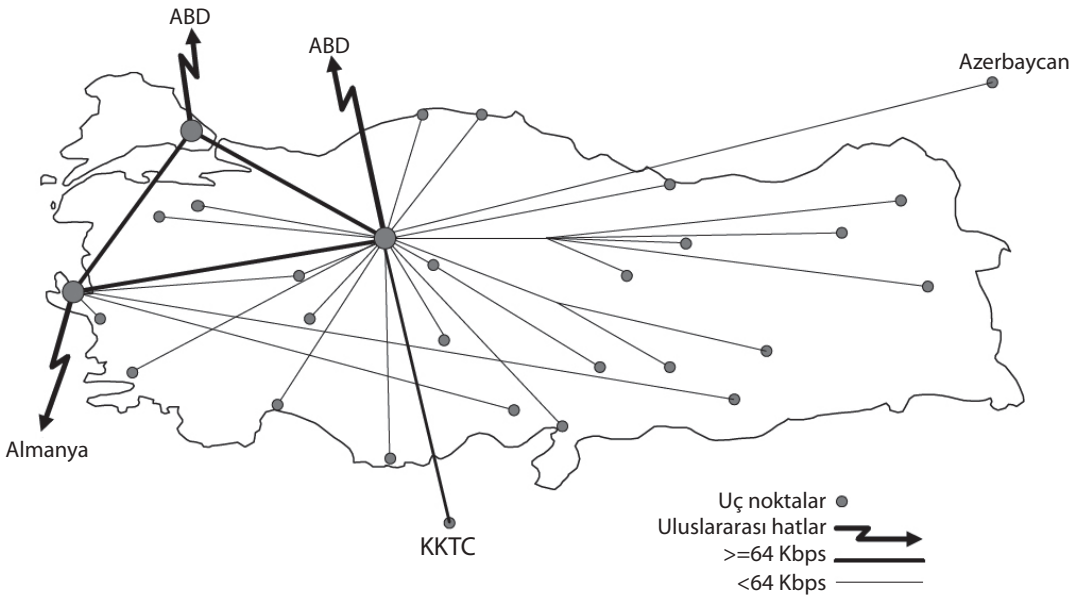 ABD
ABD
Azerbaycan
Almanya
KKTC
Uç noktalar
Uluslararası hatlar
>=64 Kbps
<64 Kbps